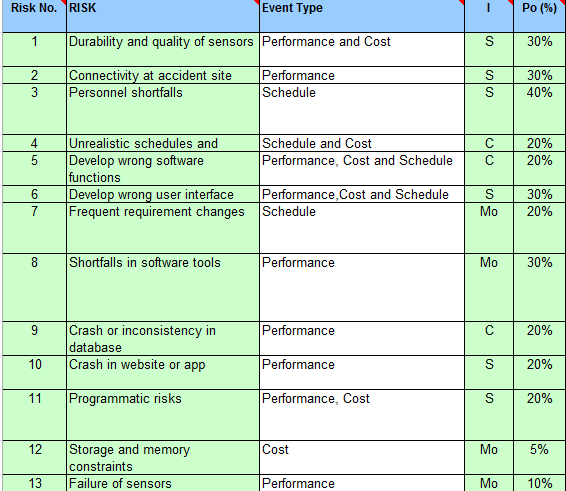 Risk No. RISK Event Type I Po (%)
1 Durability and quality of sensors Performance and Cost S 30%
2 Connectivity at accident site Performance S 30%
3 Personnel shortfalls Schedule S 40%
4 Unrealistic schedules and Schedule and Cost C 20%
5 Develop wrong software Performance, Cost and Schedule C 20%
functions
6 Develop wrong user interface Performance,Cost and Schedule S 30%
7 Frequent requirement changes Schedule Mo 20%
8 Shortfalls in software tools Performance Mo 30%
9 Crash or inconsistency in Performance C 20%
database
10 Crash in website or app Performance S 20%
11 Programmatic risks Performance, Cost S 20%
12 Storage and memory Cost Mo 5%
constraints
13 Failure of sensors Performance Mo 10%